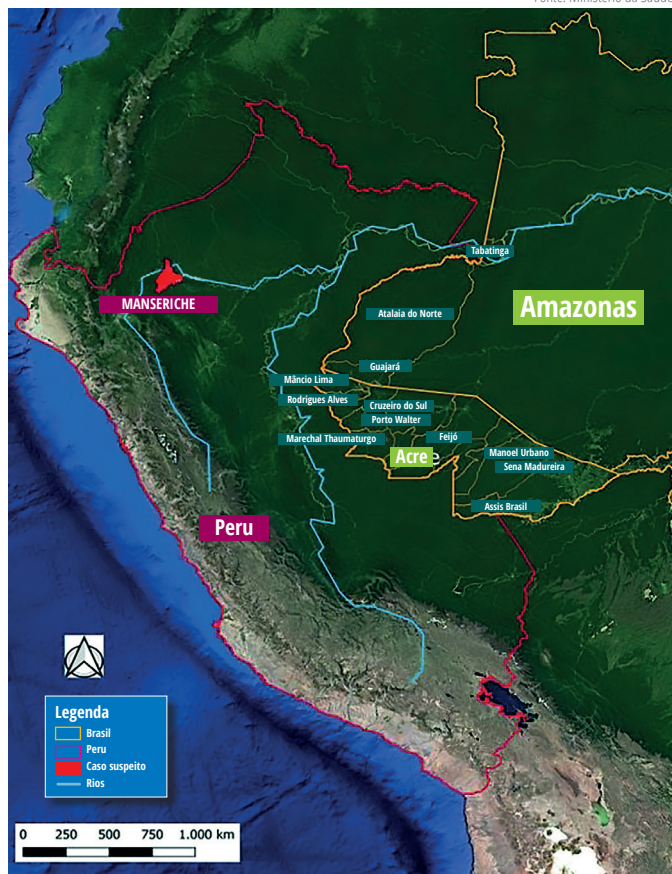 Fonte: Ministério da Saúde
Tabatinga
MANSERICHE
Amazonas
Atalaia do Norte
Guajará
Mâncio Lima
Rodrigues Alves
Cruzeiro do Sul
Porto Walter
Marechal Thaumaturgo
Feijó
Acre
Manoel Urbano
Sena Madureira
Assis Brasil
Peru
Legenda
Brasil
Peru
Caso suspeito
Rios
0 250 500 750 1.000 km